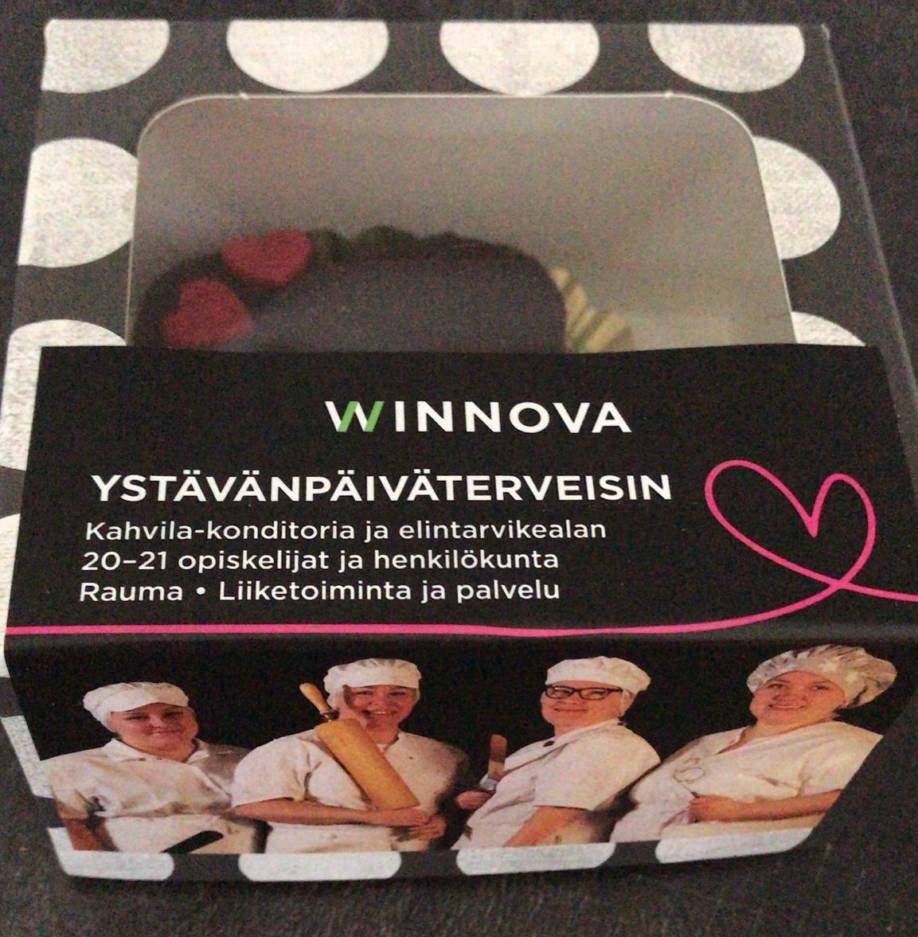 WINNOVA
YSTÄVÄNPÄIVÄTERVEISIN
Kahvila-konditoria ja elintarvikealan
20–21 opiskelijat ja henkilökunta
Rauma • Liiketoiminta ja palvelu